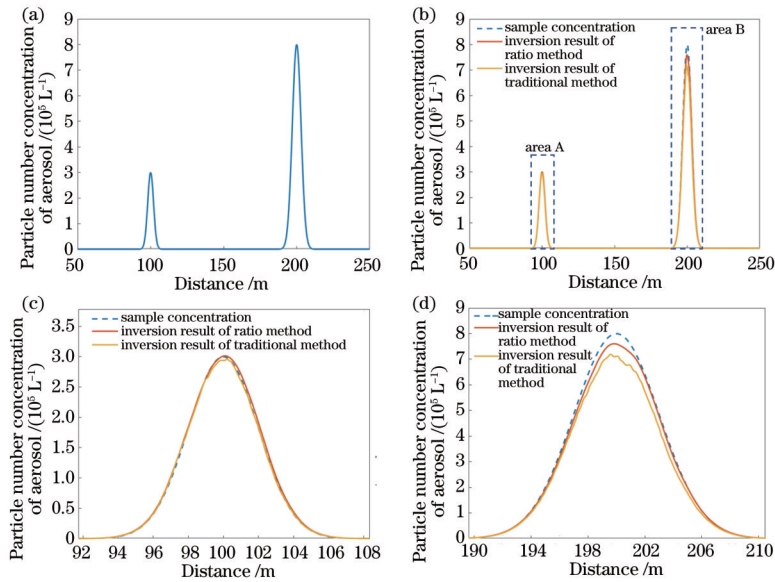 (a)
Particle number concentration
of aerosol /(10⁵ L⁻¹)
9
8
7
6
5
4
3
2
1
0
50
100
150
200
250
Distance /m
(b)
Particle number concentration
of aerosol /(10⁵ L⁻¹)
9
8
7
6
5
4
3
2
1
0
sample concentration
inversion result of
ratio method
inversion result of
traditional method
area B
area A
50
100
150
200
250
Distance /m
(c)
Particle number concentration
of aerosol /(10⁵ L⁻¹)
3.5
3.0
2.5
2.0
1.5
1.0
0.5
0
sample concentration
inversion result of ratio method
inversion result of traditional method
92
94
96
98
100
102
104
106
108
Distance /m
(d)
Particle number concentration
of aerosol /(10⁵ L⁻¹)
9
8
7
6
5
4
3
2
1
0
sample concentration
inversion result of
ratio method
inversion result
of traditional
method
190
194
198
202
206
210
Distance /m